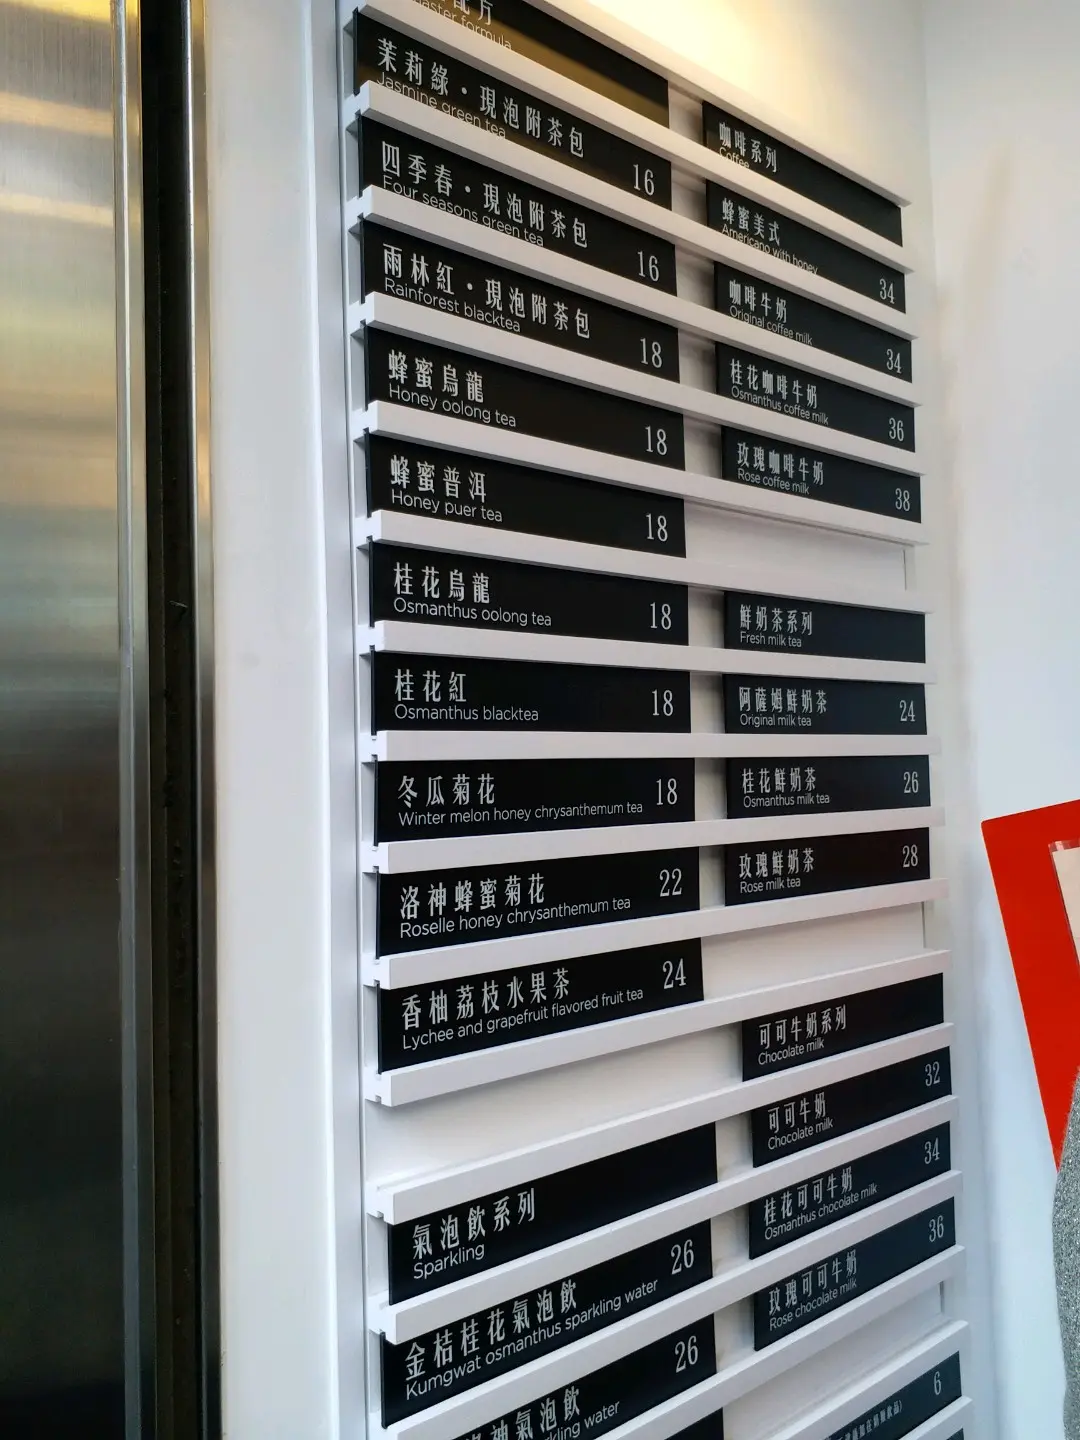 配方
master formula
茉莉綠・現泡附茶包
Jasmine green tea
16
四季春・現泡附茶包
Four seasons green tea
16
雨林紅・現泡附茶包
Rainforest blacktea
18
蜂蜜烏龍
Honey oolong tea
18
蜂蜜普洱
Honey puer tea
18
桂花烏龍
Osmanthus oolong tea
18
桂花紅
Osmanthus blacktea
18
冬瓜菊花
Winter melon honey chrysanthemum tea
18
洛神蜂蜜菊花
Roselle honey chrysanthemum tea
22
香柚荔枝水果茶
Lychee and grapefruit flavored fruit tea
24
氣泡飲系列
Sparkling
金桔桂花氣泡飲
Kumgwat osmanthus sparkling water
26
洛神氣泡飲
sparkling water
26
咖啡系列
Coffee
蜂蜜美式
Americano with honey
34
咖啡牛奶
Original coffee milk
34
桂花咖啡牛奶
Osmanthus coffee milk
36
玫瑰咖啡牛奶
Rose coffee milk
38
鮮奶茶系列
Fresh milk tea
阿薩姆鮮奶茶
Original milk tea
24
桂花鮮奶茶
Osmanthus milk tea
26
玫瑰鮮奶茶
Rose milk tea
28
可可牛奶系列
Chocolate milk
可可牛奶
Chocolate milk
32
桂花可可牛奶
Osmanthus chocolate milk
34
玫瑰可可牛奶
Rose chocolate milk
36
6